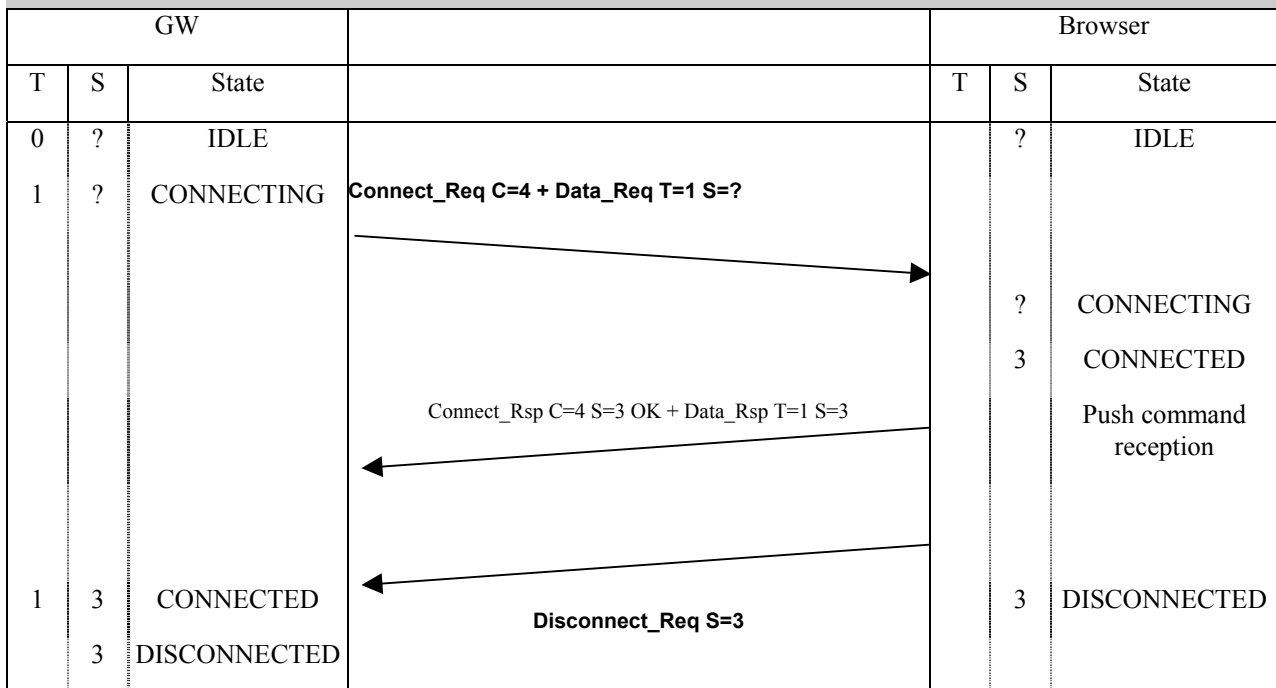 GW Browser
T S State T S State
0 ? IDLE ? IDLE
1 ? CONNECTING Connect_Req C=4 + Data_Req T=1 S=?
? CONNECTING
3 CONNECTED
Connect_Rsp C=4 S=3 OK + Data_Rsp T=1 S=3 Push command
reception
1 3 CONNECTED 3 DISCONNECTED
Disconnect_Req S=3
3 DISCONNECTED